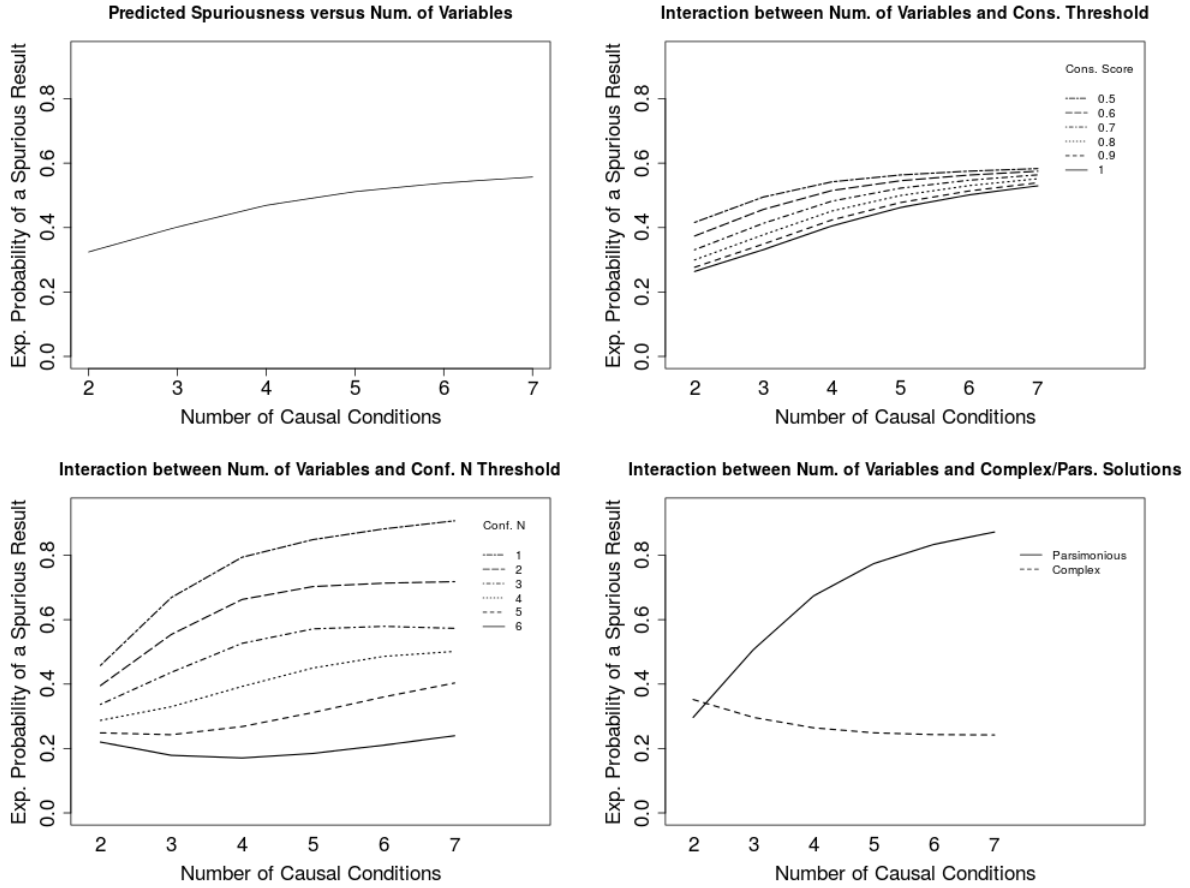 Predicted Spuriousness versus Num. of Variables
Exp. Probability of a Spurious Result
0.0 0.2 0.4 0.6 0.8
2 3 4 5 6 7
Number of Causal Conditions
Interaction between Num. of Variables and Cons. Threshold
Exp. Probability of a Spurious Result
0.0 0.2 0.4 0.6 0.8
Cons. Score
0.5
0.6
0.7
0.8
0.9
1
2 3 4 5 6 7
Number of Causal Conditions
Interaction between Num. of Variables and Conf. N Threshold
Exp. Probability of a Spurious Result
0.0 0.2 0.4 0.6 0.8
Conf. N
1
2
3
4
5
6
2 3 4 5 6 7
Number of Causal Conditions
Interaction between Num. of Variables and Complex/Pars. Solutions
Exp. Probability of a Spurious Result
0.0 0.2 0.4 0.6 0.8
Parsimonious
Complex
2 3 4 5 6 7
Number of Causal Conditions